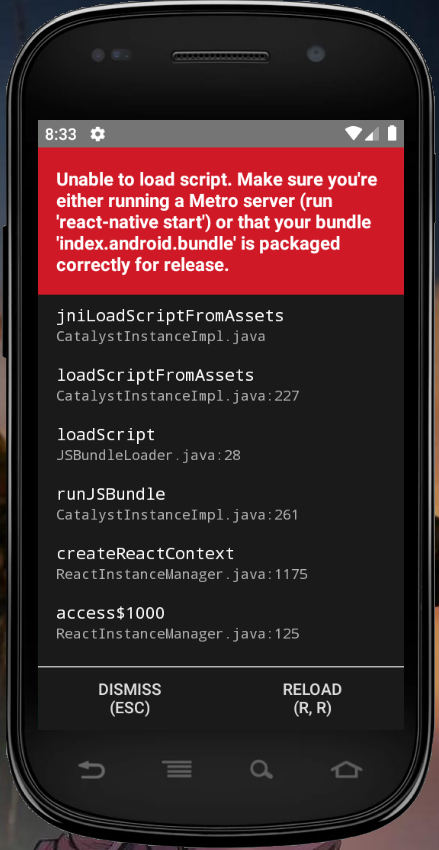 8:33
Unable to load script. Make sure you're
either running a Metro server (run
'react-native start') or that your bundle
'index.android.bundle' is packaged
correctly for release.
jniLoadScriptFromAssets
CatalystInstanceImpl.java
loadScriptFromAssets
CatalystInstanceImpl.java:227
loadScript
JSBundleLoader.java:28
runJSBundle
CatalystInstanceImpl.java:261
createReactContext
ReactInstanceManager.java:1175
access$1000
ReactInstanceManager.java:125
DISMISS
(ESC)
RELOAD
(R, R)